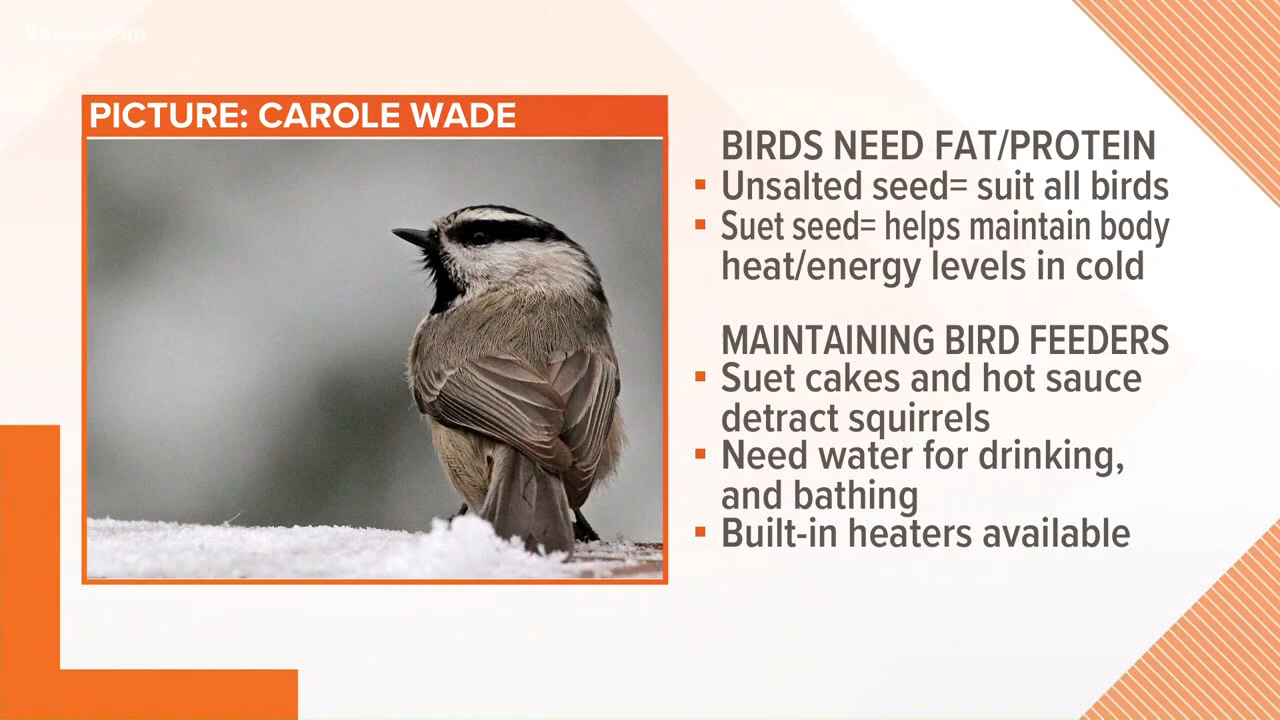 9news.com
PICTURE: CAROLE WADE
BIRDS NEED FAT/PROTEIN
▪ Unsalted seed= suit all birds
▪ Suet seed= helps maintain body
heat/energy levels in cold
MAINTAINING BIRD FEEDERS
▪ Suet cakes and hot sauce
detract squirrels
▪ Need water for drinking,
and bathing
▪ Built-in heaters available